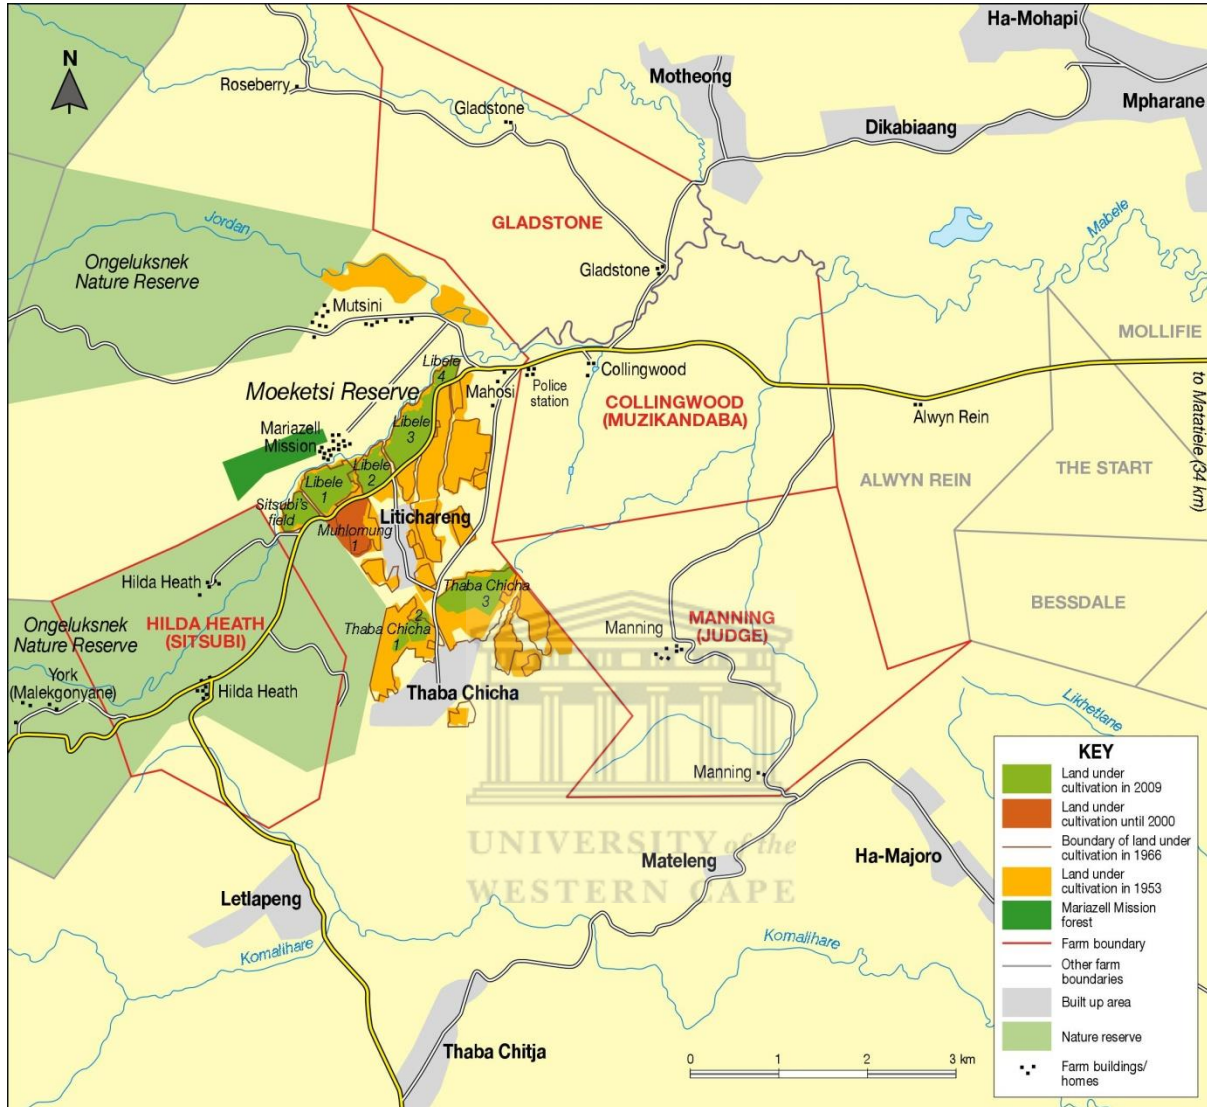 Ha-Mohapi
N
Motheong
Roseberry
Gladstone
Mpharane
Dikabiaang
Jordan
Mabele
GLADSTONE
Ongeluksnek
Nature Reserve
Gladstone
Mutsini
MOLLIFIE
Libele
4
Moeketsi Reserve
Mahosi
Police
station
Collingwood
COLLINGWOOD
(MUZIKANDABA)
Alwyn Rein
to Matatiele (34 km)
Mariazell
Mission
Libele
3
Libele
2
Libele
1
Sitsubi's
field
ALWYN REIN
THE START
Muhlomung
1
Liticharen​g
Hilda Heath
Thaba Chicha
3
BESSDALE
Ongeluksnek
Nature Reserve
HILDA HEATH
(SITSUBI)
2
Thaba Chicha
1
Manning
MANNING
(JUDGE)
York
(Malekgonyane)
Hilda Heath
Thaba Chicha
Likhetlane
Manning
UNIVERSITY of the
WESTERN CAPE
Mateleng
Ha-Majoro
Letlapeng
Komalihare
Komalihare
Thaba Chitja
0 1 2 3 km
KEY
Land under
cultivation in 2009
Land under
cultivation until 2000
Boundary of land under
cultivation in 1966
Land under
cultivation in 1953
Mariazell Mission
forest
Farm boundary
Other farm
boundaries
Built up area
Nature reserve
Farm buildings/
homes